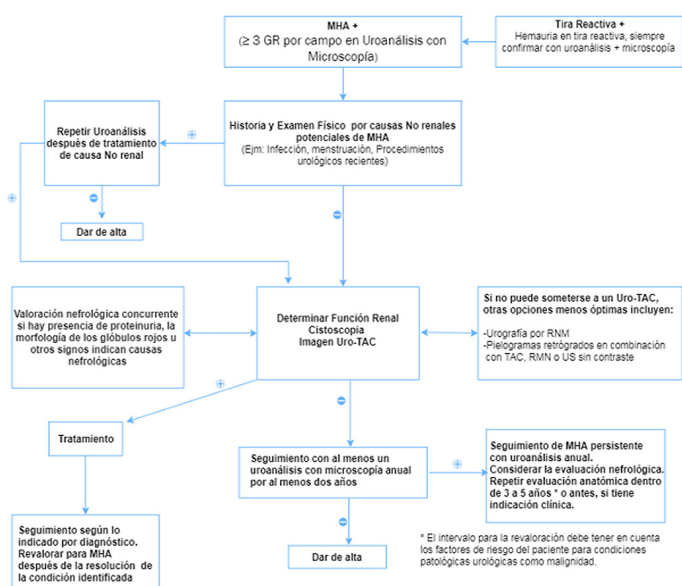 MHA +
(≥ 3 GR por campo en Uroanálisis con
Microscopía)
Tira Reactiva +
Hemauria en tira reactiva, siempre
confirmar con uroanálisis + microscopía
Repetir Uroanálisis
después de tratamiento
de causa No renal
Historia y Examen Físico por causas No renales
potenciales de MHA
(Ejm: Infección, menstruación, Procedimientos
urológicos recientes)
Dar de alta
Valoración nefrológica concurrente
si hay presencia de proteinuria, la
morfología de los glóbulos rojos u
otros signos indican causas
nefrológicas
Determinar Función Renal
Cistoscopia
Imagen Uro-TAC
Si no puede someterse a un Uro-TAC,
otras opciones menos óptimas incluyen:
-Urografía por RNM
-Pielogramas retrógrados en combinación
con TAC, RMN o US sin contraste
Tratamiento
Seguimiento con al menos un
uroanálisis con microscopía anual
por al menos dos años
Seguimiento de MHA persistente
con uroanálisis anual.
Considerar la evaluación nefrológica.
Repetir evaluación anatómica dentro
de 3 a 5 años * o antes, si tiene
indicación clínica.
Seguimiento según lo
indicado por diagnóstico.
Revalorar para MHA
después de la resolución de
la condición identificada
Dar de alta
* El intervalo para la revaloración debe tener en cuenta
los factores de riesgo del paciente para condiciones
patológicas urológicas como malignidad.